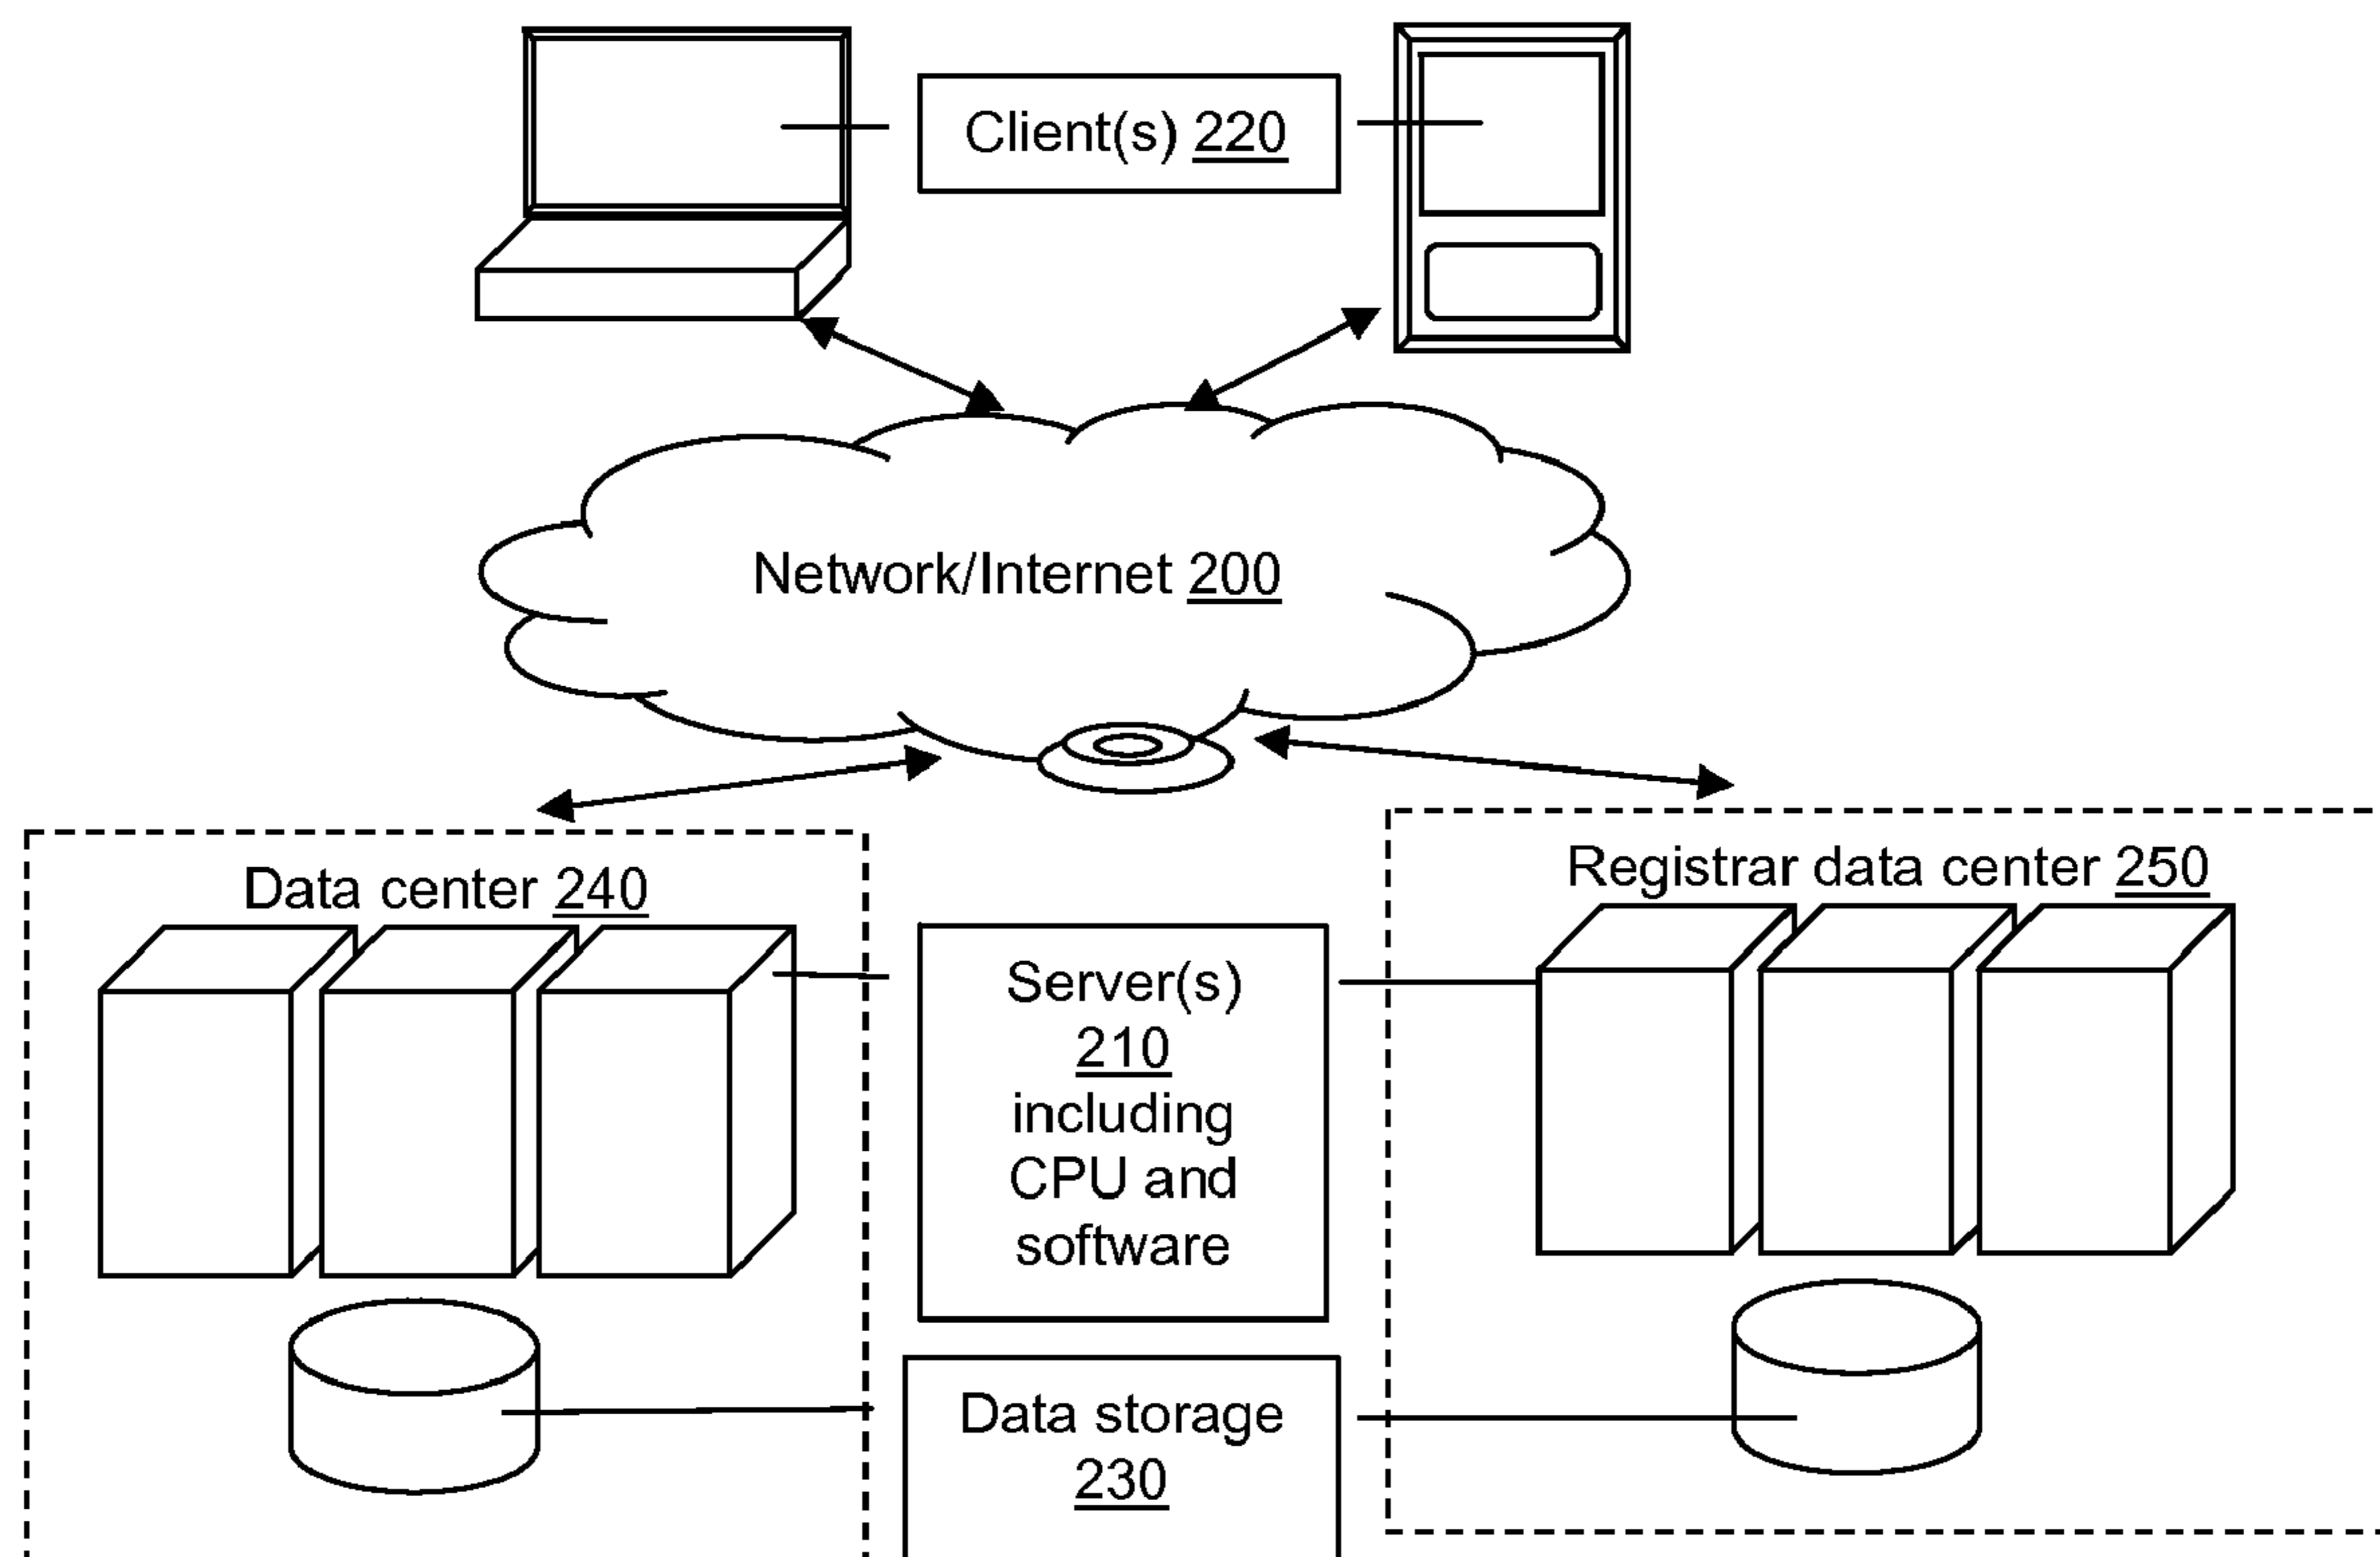 Client(s) 220
Network/Internet 200
Data center 240
Registrar data center 250
Server(s)
210
including
CPU and
software
Data storage
230